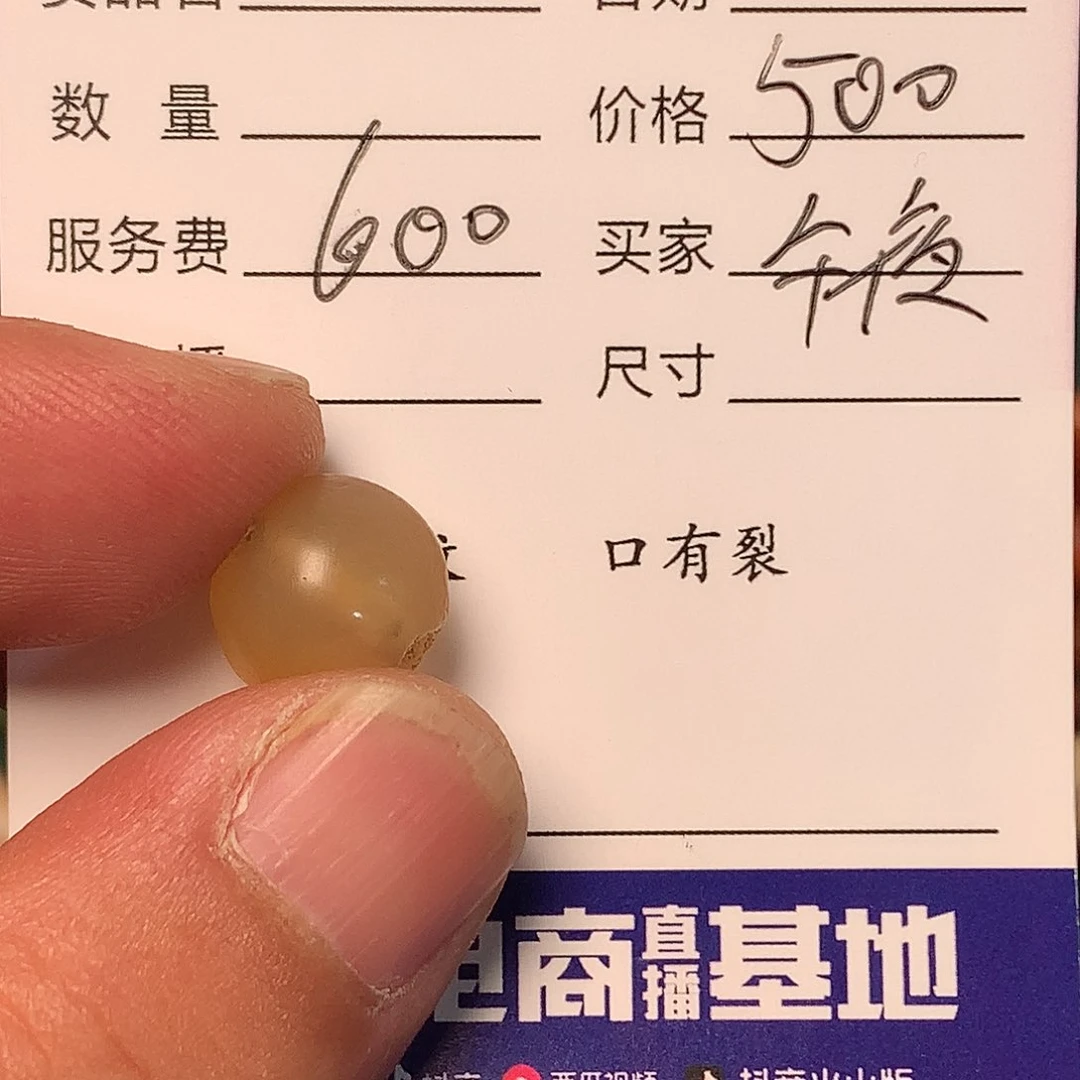 数 量 价格 500
服务费 600 买家 午夜
尺寸
口有裂
商直播基地